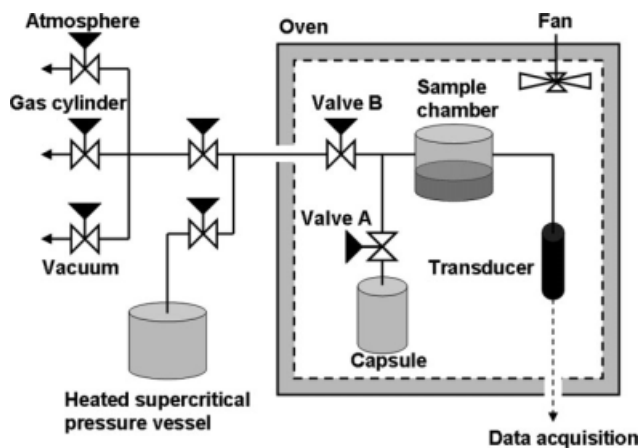 Atmosphere
Oven
Fan
Gas cylinder
Valve B
Sample
chamber
Valve A
Vacuum
Transducer
Capsule
Heated supercritical
pressure vessel
Data acquisition